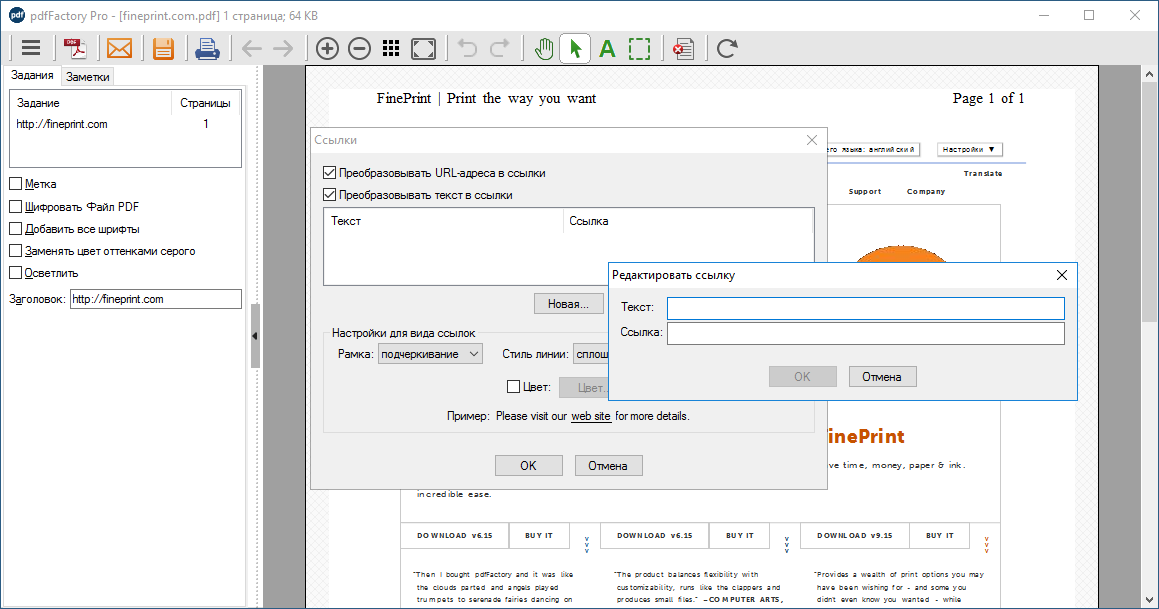 pdf pdfFactory Pro - [fineprint.com.pdf] 1 страница; 64 KB
PDF
A
Задания Заметки
Задание Страницы
http://fineprint.com 1
Метка
Шифровать Файл PDF
Добавить все шрифты
Заменять цвет оттенками серого
Осветлить
Заголовок: http://fineprint.com
FinePrint | Print the way you want Page 1 of 1
его языка: английский Настройки ▼
Translate
Support Company
Ссылки
Преобразовывать URL-адреса в ссылки
Преобразовывать текст в ссылки
Текст Ссылка
Новая...
Настройки для вида ссылок
Рамка: подчеркивание Стиль линии: сплош
Цвет: Цвет..
Пример: Please visit our web site for more details.
OK Отмена
Редактировать ссылку
Текст:
Ссылка:
OK Отмена
inePrint
ve time, money, paper & ink.
incredible ease.
DOWNLOAD v6.15 BUY IT DOWNLOAD v6.15 BUY IT DOWNLOAD v9.15 BUY IT
"Then I bought pdfFactory and it was like
the clouds parted and angels played
trumpets to serenade fairies dancing on
"The product balances flexibility with
customizability, runs like the clappers and
produces small files." —COMPUTER ARTS,
"Provides a wealth of print options you may
have been wishing for - and some you
didn't even know you wanted - while